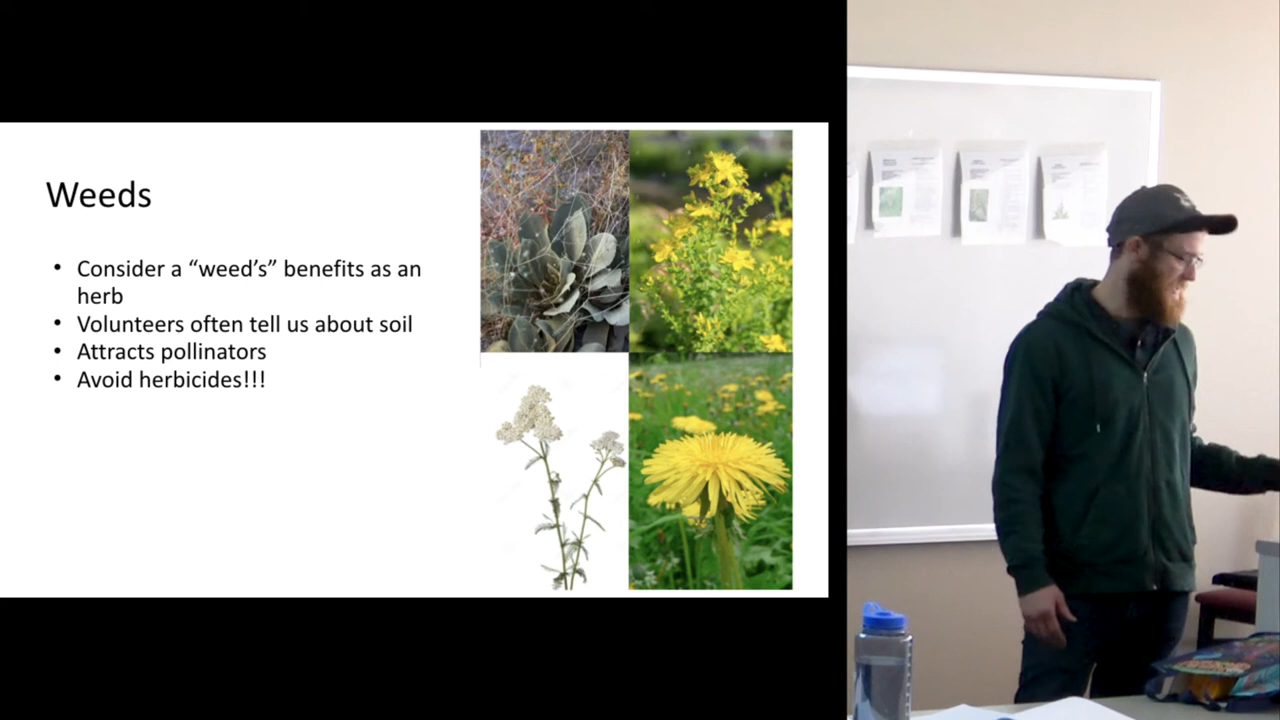 Weeds
• Consider a “weed’s” benefits as an
herb
• Volunteers often tell us about soil
• Attracts pollinators
• Avoid herbicides!!!